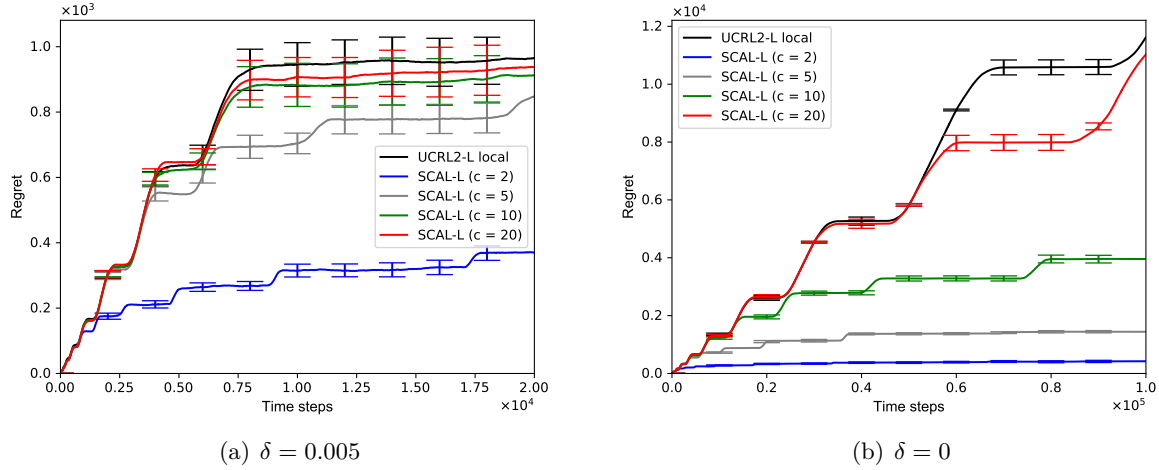 ×10³
1.0
0.8
0.6
0.4
0.2
0.0
Regret
0.00
0.25
0.50
0.75
1.00
1.25
1.50
1.75
2.00
Time steps
×10⁴
UCRL2-L local
SCAL-L (c = 2)
SCAL-L (c = 5)
SCAL-L (c = 10)
SCAL-L (c = 20)
(a) δ = 0.005
×10⁴
1.2
1.0
0.8
0.6
0.4
0.2
0.0
Regret
0.0
0.2
0.4
0.6
0.8
1.0
Time steps
×10⁵
UCRL2-L local
SCAL-L (c = 2)
SCAL-L (c = 5)
SCAL-L (c = 10)
SCAL-L (c = 20)
(b) δ = 0